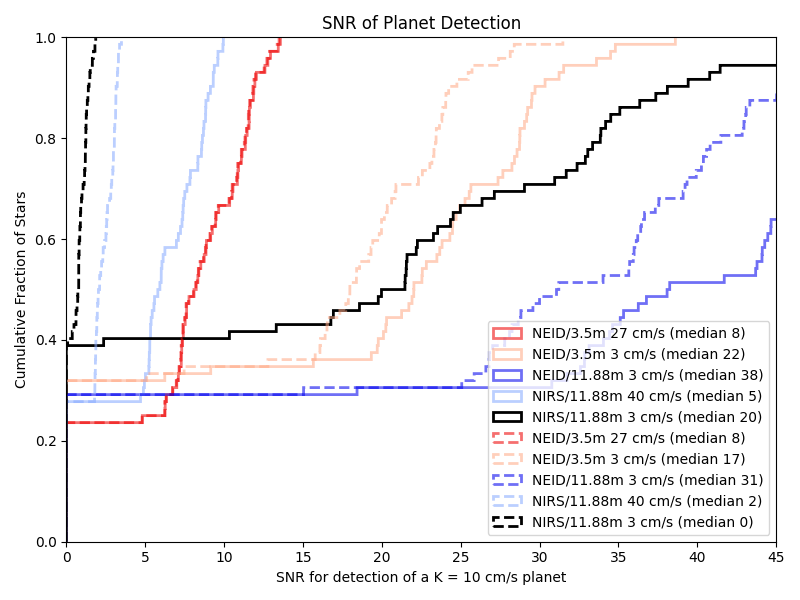 SNR of Planet Detection
Cumulative Fraction of Stars
1.0
0.8
0.6
0.4
0.2
0.0
NEID/3.5m 27 cm/s (median 8)
NEID/3.5m 3 cm/s (median 22)
NEID/11.88m 3 cm/s (median 38)
NIRS/11.88m 40 cm/s (median 5)
NIRS/11.88m 3 cm/s (median 20)
NEID/3.5m 27 cm/s (median 8)
NEID/3.5m 3 cm/s (median 17)
NEID/11.88m 3 cm/s (median 31)
NIRS/11.88m 40 cm/s (median 2)
NIRS/11.88m 3 cm/s (median 0)
0 5 10 15 20 25 30 35 40 45
SNR for detection of a K = 10 cm/s planet